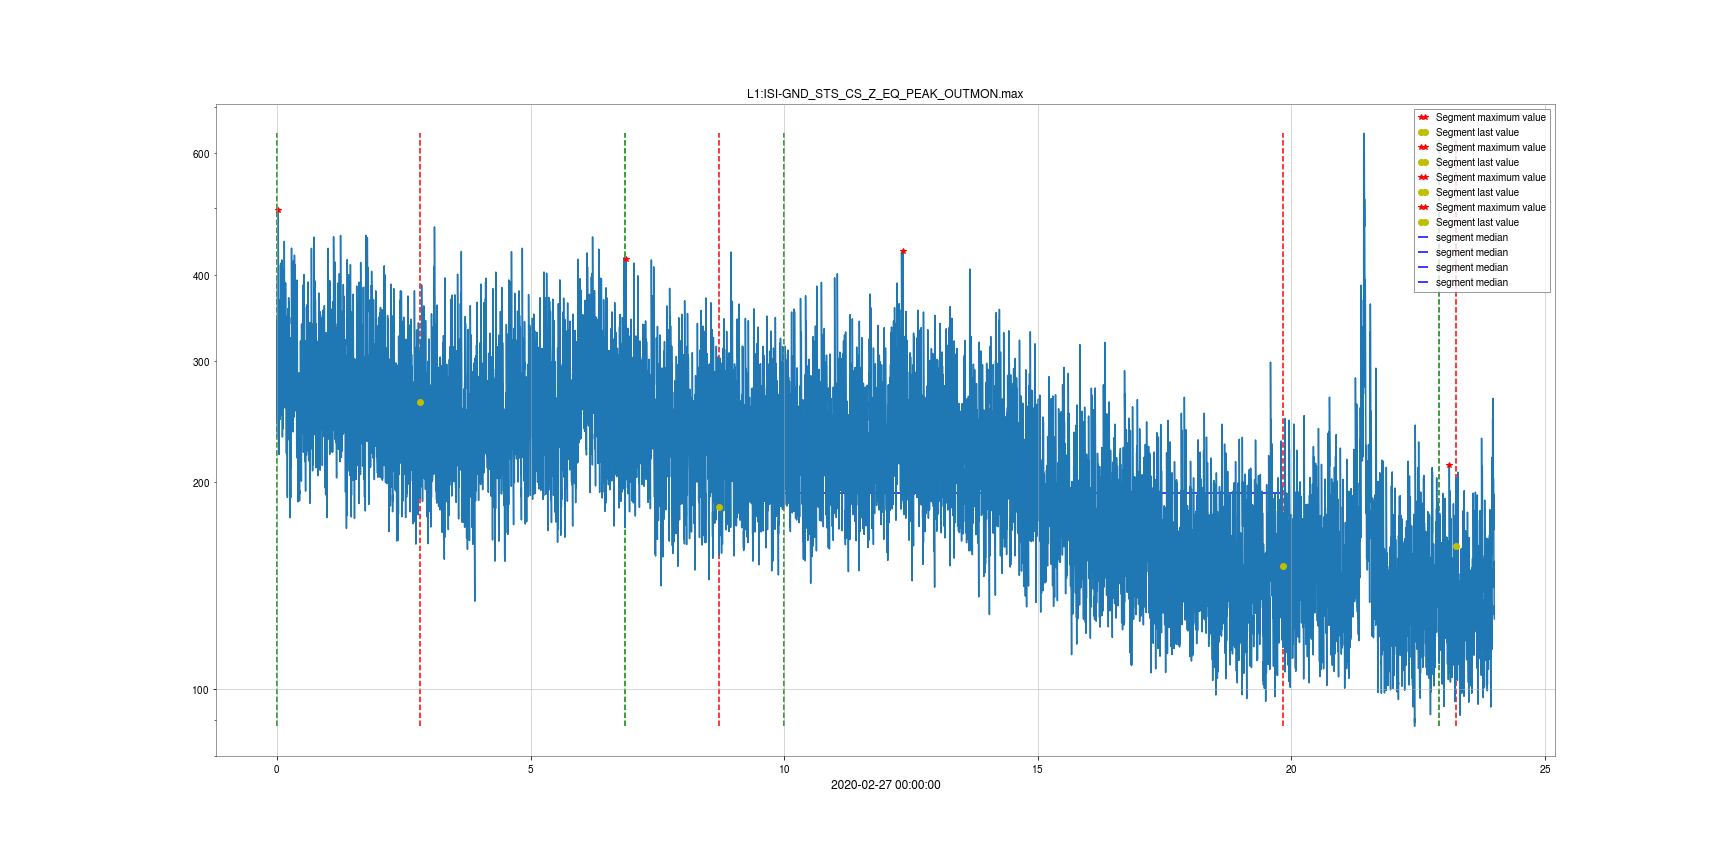 L1:ISI-GND_STS_CS_Z_EQ_PEAK_OUTMON.max
Segment maximum value
Segment last value
Segment maximum value
Segment last value
Segment maximum value
Segment last value
Segment maximum value
Segment last value
segment median
segment median
segment median
segment median
600
400
300
200
100
0 5 10 15 20 25
2020-02-27 00:00:00